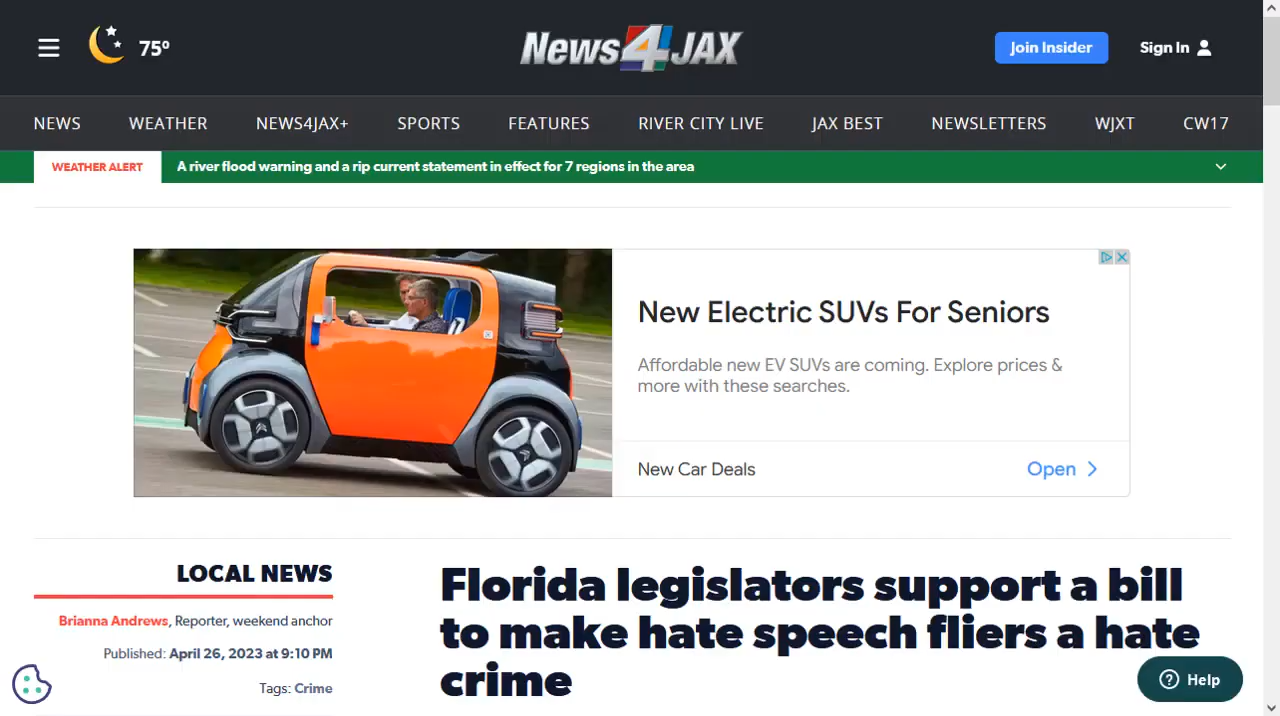 75°
News4JAX
Join Insider
Sign In
NEWS
WEATHER
NEWS4JAX+
SPORTS
FEATURES
RIVER CITY LIVE
JAX BEST
NEWSLETTERS
WJXT
CW17
WEATHER ALERT
A river flood warning and a rip current statement in effect for 7 regions in the area
New Electric SUVs For Seniors
Affordable new EV SUVs are coming. Explore prices &
more with these searches.
New Car Deals
Open
LOCAL NEWS
Brianna Andrews, Reporter, weekend anchor
Published: April 26, 2023 at 9:10 PM
Tags: Crime
Florida legislators support a bill
to make hate speech fliers a hate
crime
Help